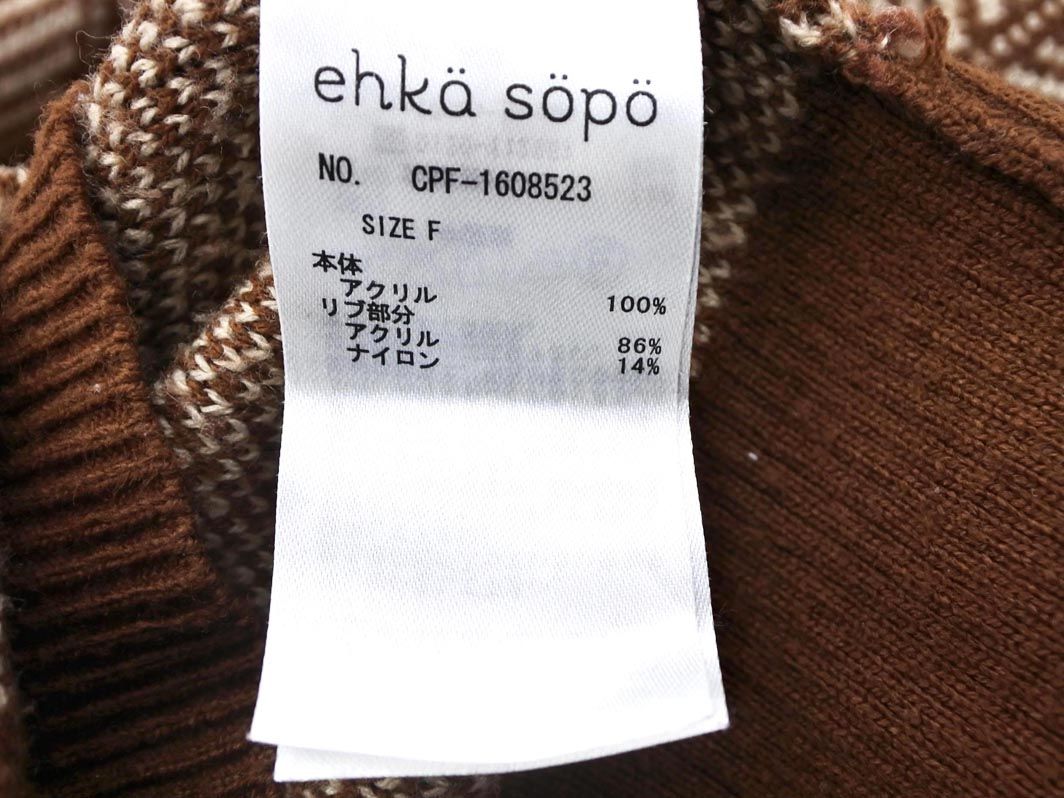 ehkä söpö
NO. CPF-1608523
SIZE F
本体
アクリル 100%
リブ部分
アクリル 86%
ナイロン 14%